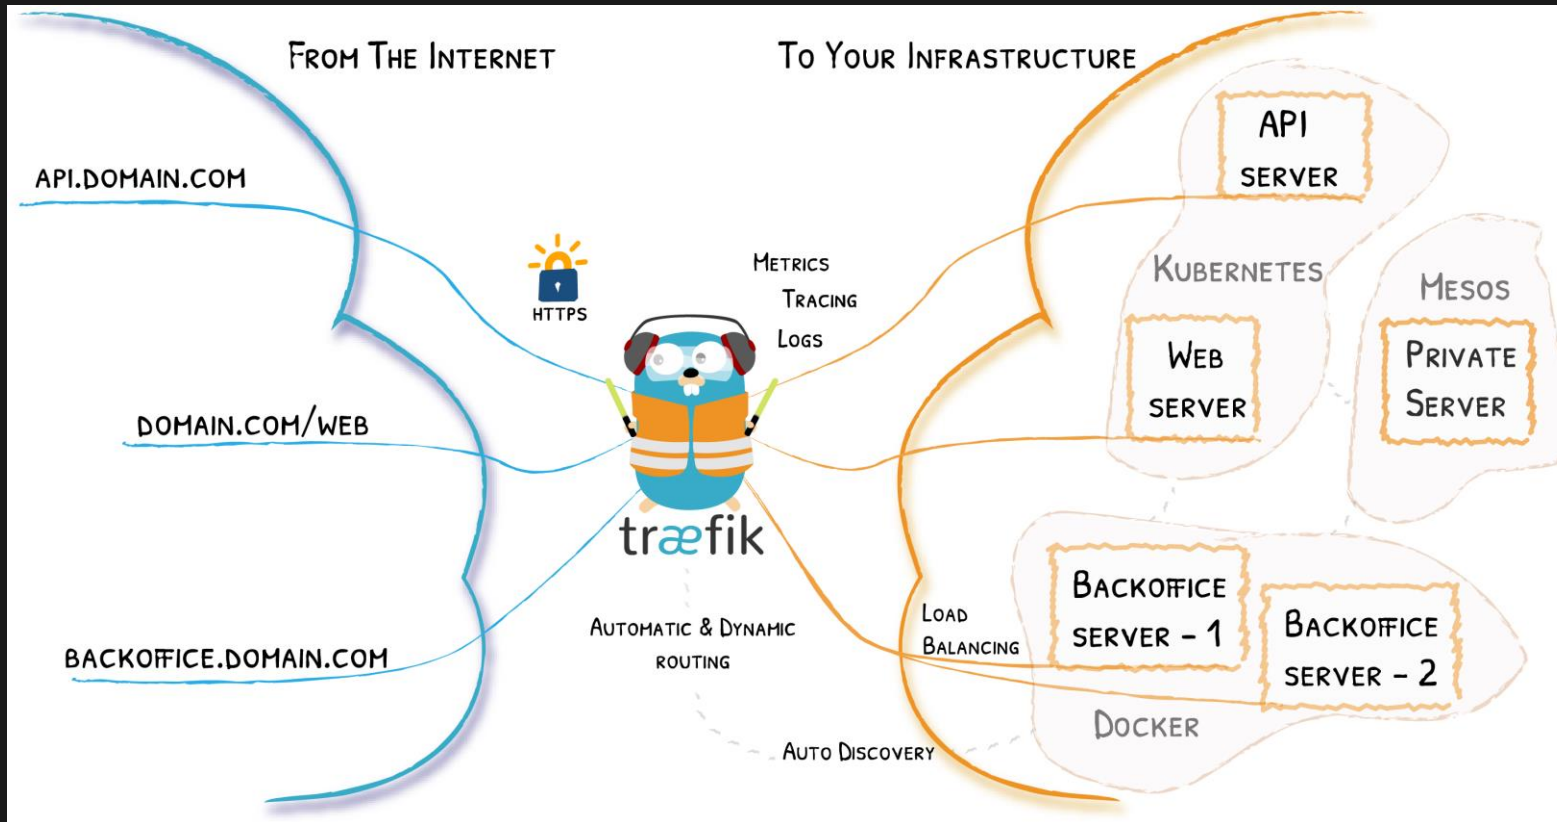 From The Internet
To Your Infrastructure
api.domain.com
domain.com/web
backoffice.domain.com
HTTPS
Metrics
Tracing
Logs
træfik
Automatic & Dynamic
routing
Auto Discovery
Load
Balancing
API
server
Kubernetes
Web
server
Mesos
Private
Server
Backoffice
server - 1
Backoffice
server - 2
Docker